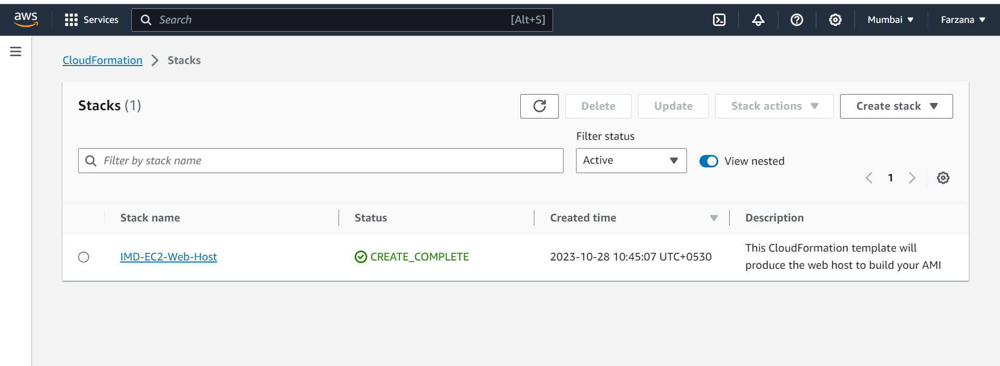 aws Services Search [Alt+S] Mumbai Farzana
CloudFormation Stacks
Stacks (1) Delete Update Stack actions Create stack
Filter status
Filter by stack name Active View nested
1
Stack name Status Created time Description
IMD-EC2-Web-Host CREATE_COMPLETE 2023-10-28 10:45:07 UTC+0530 This CloudFormation template will
produce the web host to build your AMI